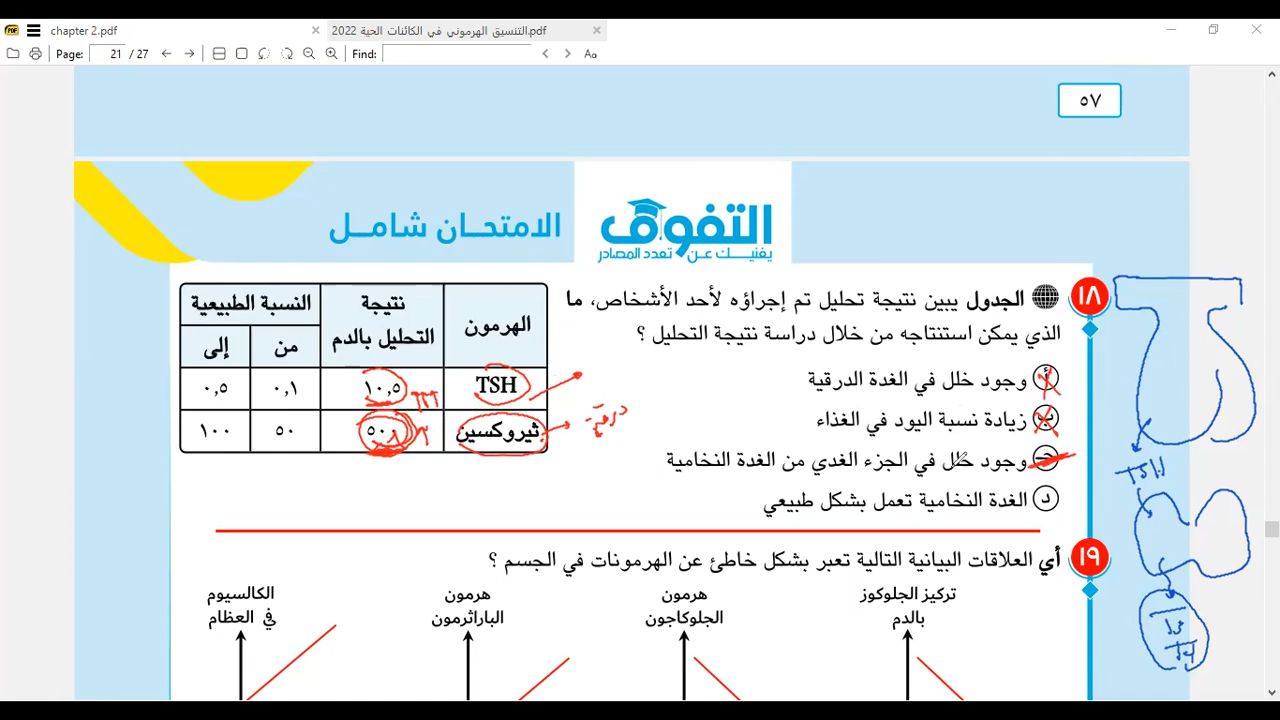 chapter 2.pdf
التنسيق الهرموني في الكائنات الحية 2022.pdf
Page: 21 / 27
Find:
Aa
٥٧
التفوق
يغنيك عن تعدد المصادر
الامتحان شامل
١٨ الجدول يبين نتيجة تحليل تم إجراؤه لأحد الأشخاص، ما
الذي يمكن استنتاجه من خلال دراسة نتيجة التحليل ؟
أ وجود خلل في الغدة الدرقية
ب زيادة نسبة اليود في الغذاء
جـ وجود خلل في الجزء الغدي من الغدة النخامية
د الغدة النخامية تعمل بشكل طبيعي
الهرمون نتيجة التحليل بالدم النسبة الطبيعية
من إلى
TSH ١٠,٥ ٠,١ ٠,٥
ثيروكسين ٥٠٠ ٥٠ ١٠٠
درقية
TSH
١٩ أي العلاقات البيانية التالية تعبر بشكل خاطئ عن الهرمونات في الجسم ؟
تركيز الجلوكوز
بالدم
هرمون
الجلوكاجون
هرمون
الباراثرمون
الكالسيوم
في العظام